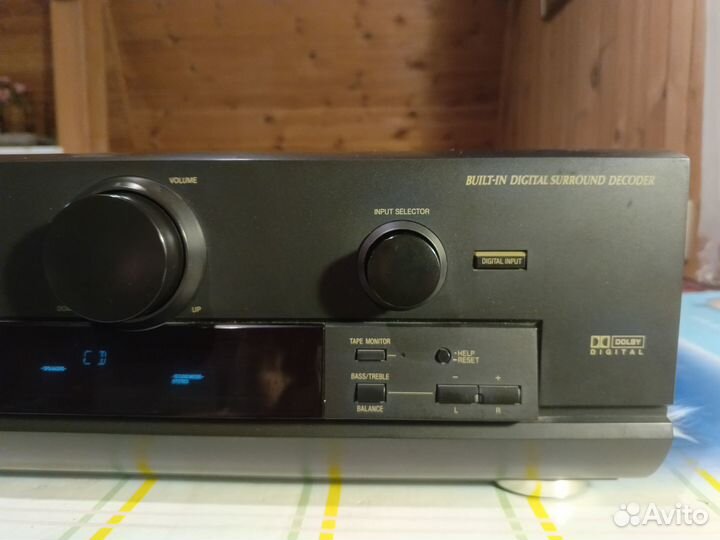 VOLUME
BUILT-IN DIGITAL SURROUND DECODER
INPUT SELECTOR
DIGITAL INPUT
UP
TAPE MONITOR
HELP
RESET
DOLBY
DIGITAL
CD
BASS/TREBLE
- +
BALANCE
L R
Avito